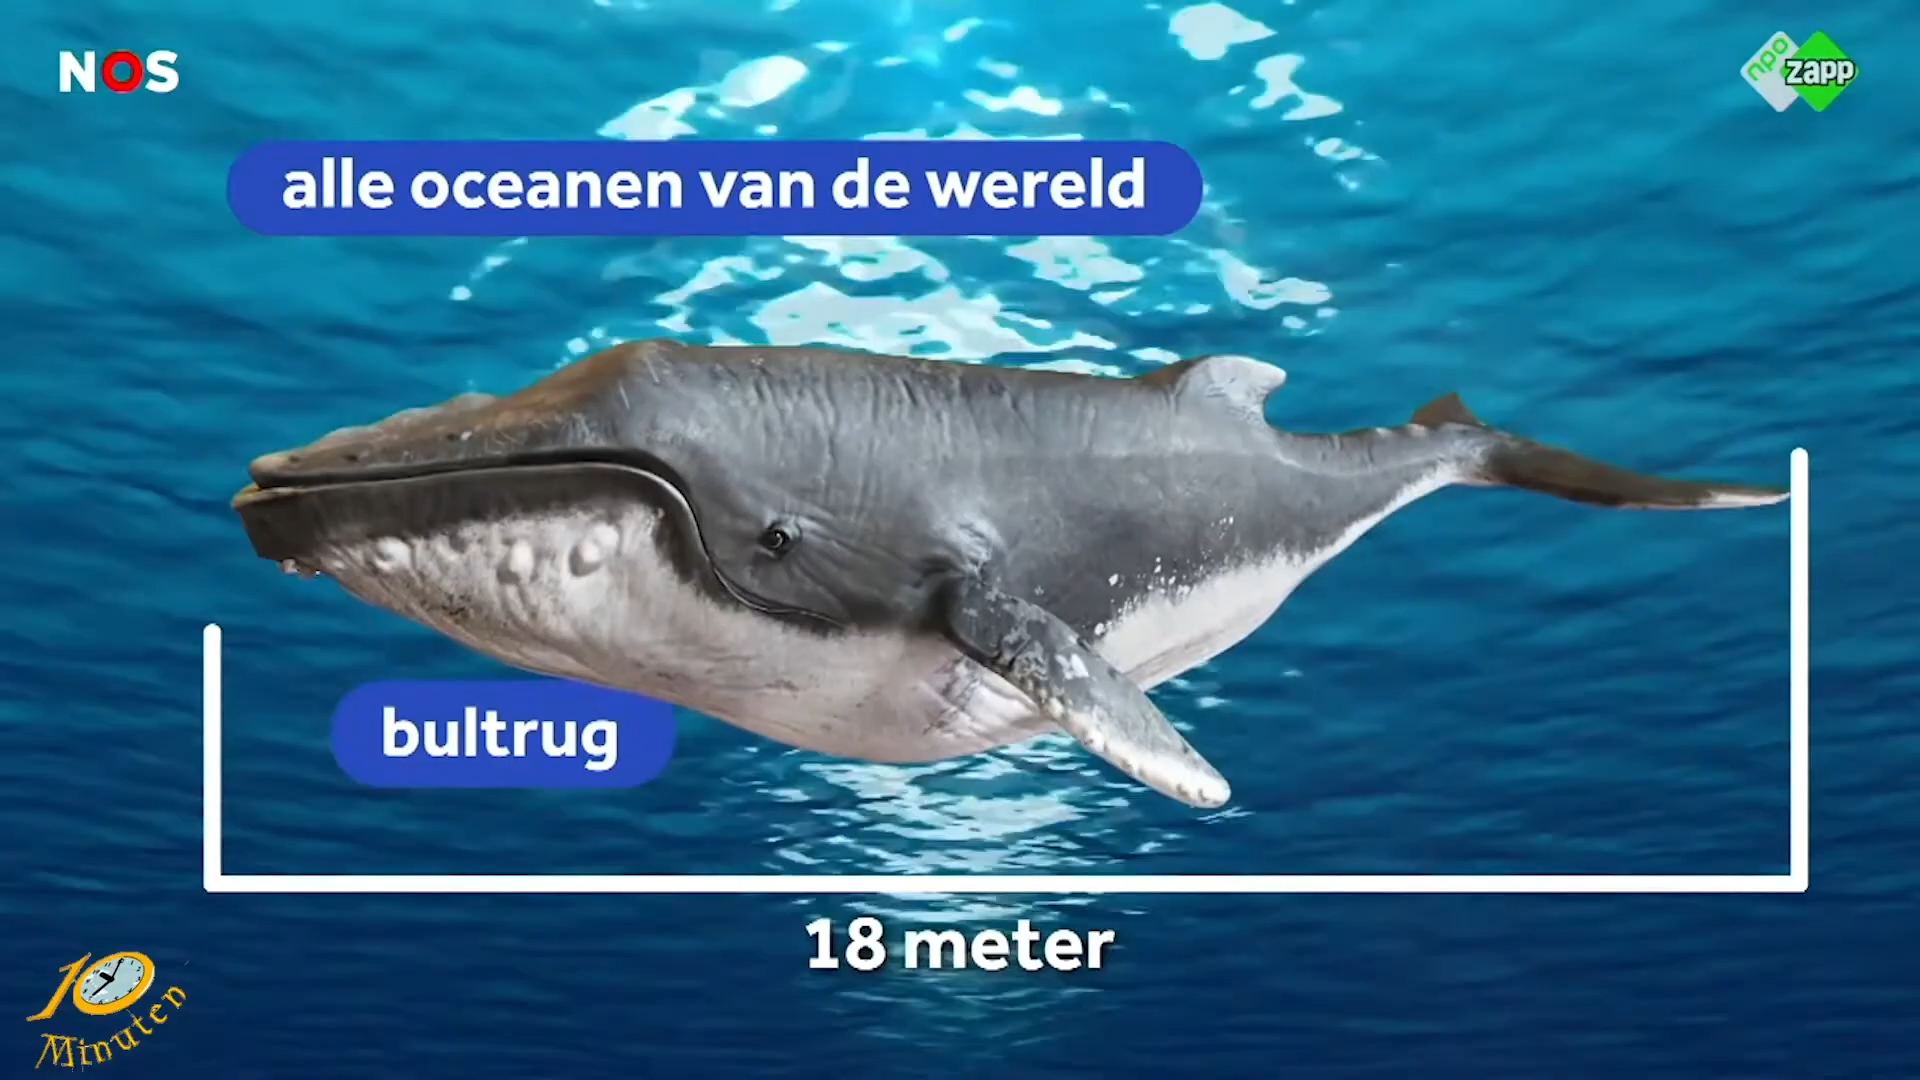 NOS
npo
zapp
alle oceanen van de wereld
bultrug
18 meter
10
Minuten